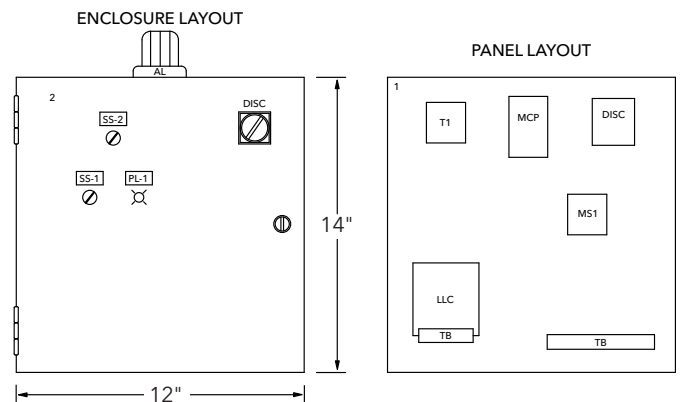 ENCLOSURE LAYOUT
AL
2
SS-2
DISC
SS-1
PL-1
14"
12"
PANEL LAYOUT
1
T1
MCP
DISC
MS1
LLC
TB
TB